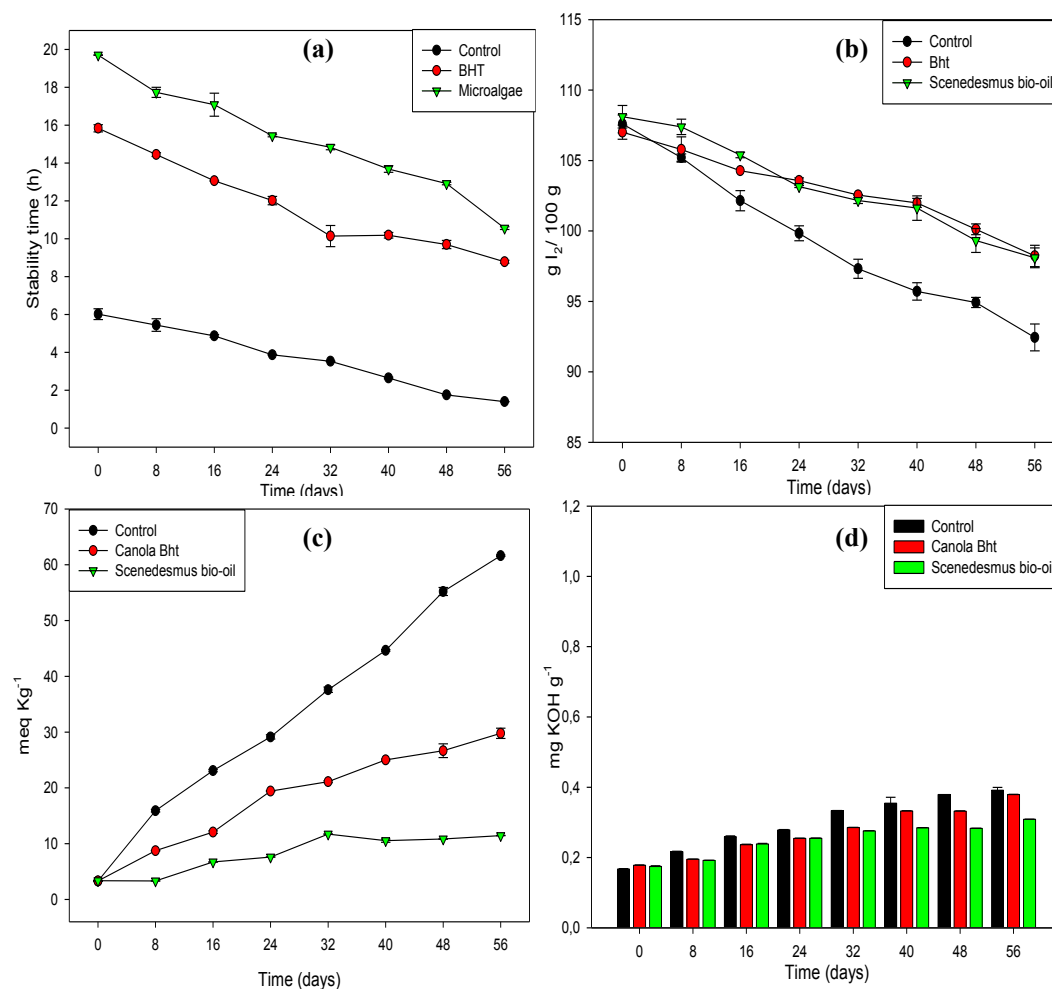 (a)
Control
BHT
Microalgae
Stability time (h)
20
18
16
14
12
10
8
6
4
2
0
0 8 16 24 32 40 48 56
Time (days)
(b)
Control
Bht
Scenedesmus bio-oil
g I₂/ 100 g
115
110
105
100
95
90
85
0 8 16 24 32 40 48 56
Time (days)
(c)
Control
Canola Bht
Scenedesmus bio-oil
meq Kg⁻¹
70
60
50
40
30
20
10
0
0 8 16 24 32 40 48 56
Time (days)
(d)
Control
Canola Bht
Scenedesmus bio-oil
mg KOH g⁻¹
1,2
1,0
0,8
0,6
0,4
0,2
0,0
0 8 16 24 32 40 48 56
Time (days)